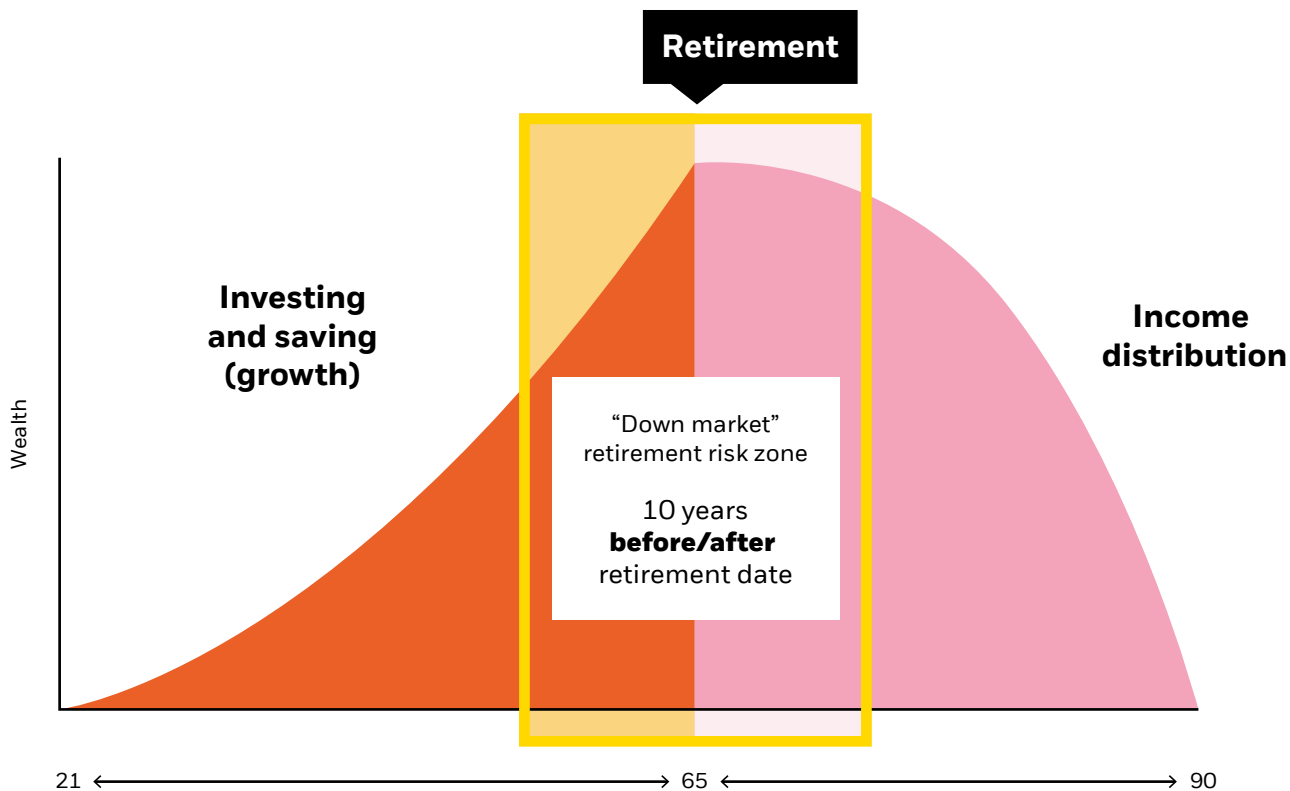 Retirement
Investing
and saving
(growth)
Income
distribution
Wealth
“Down market”
retirement risk zone
10 years
before/after
retirement date
21
65
90